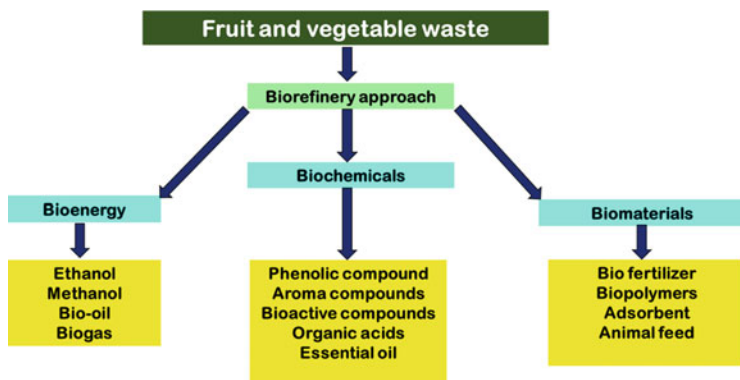 Fruit and vegetable waste
Biorefinery approach
Biochemicals
Bioenergy
Biomaterials
Ethanol
Methanol
Bio-oil
Biogas
Phenolic compound
Aroma compounds
Bioactive compounds
Organic acids
Essential oil
Bio fertilizer
Biopolymers
Adsorbent
Animal feed